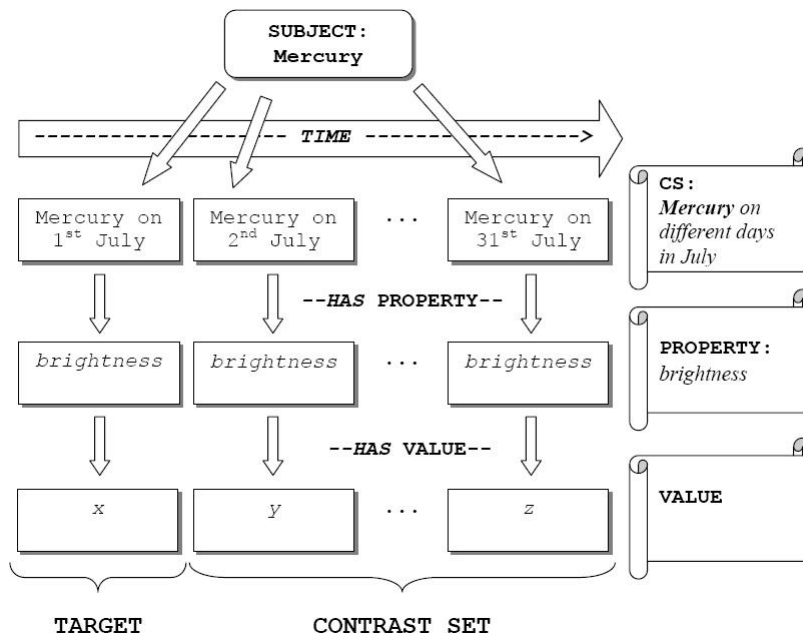 SUBJECT:
Mercury
------------------- TIME ----------------->
Mercury on
1st July
Mercury on
2nd July
...
Mercury on
31st July
CS:
Mercury on
different days
in July
--HAS PROPERTY--
brightness
brightness
...
brightness
PROPERTY:
brightness
--HAS VALUE--
x
y
...
z
VALUE
TARGET
CONTRAST SET